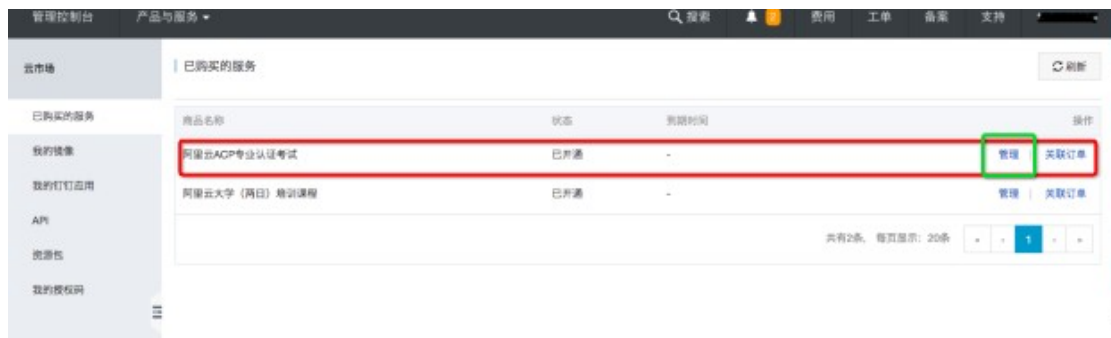 管理控制台 产品与服务 搜索 2 费用 工单 备案 支持
云市场
已购买的服务 刷新
已购买的服务
商品名称 状态 到期时间 操作
我的镜像
阿里云ACP专业认证考试 已开通 - 管理 | 关联订单
我的钉钉应用
阿里云大学（两日）培训课程 已开通 - 管理 | 关联订单
API
共有2条, 每页显示: 20条 « ‹ 1 › »
资源包
我的授权码